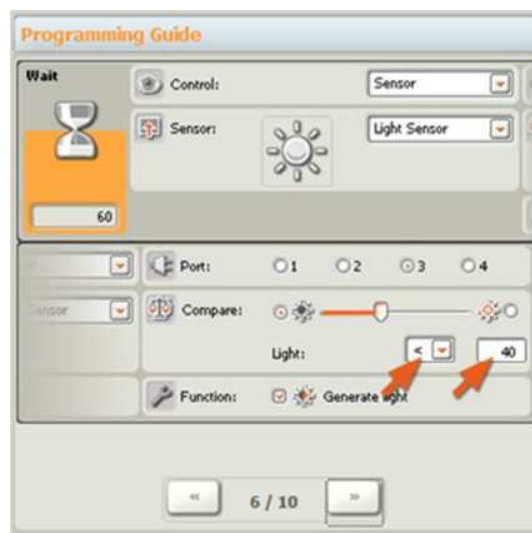 Programming Guide
Wait
Control:
Sensor
Sensor:
Light Sensor
60
Port:
1
2
3
4
Sensor
Compare:
Light:
<
40
Function:
Generate light
«
6 / 10
»